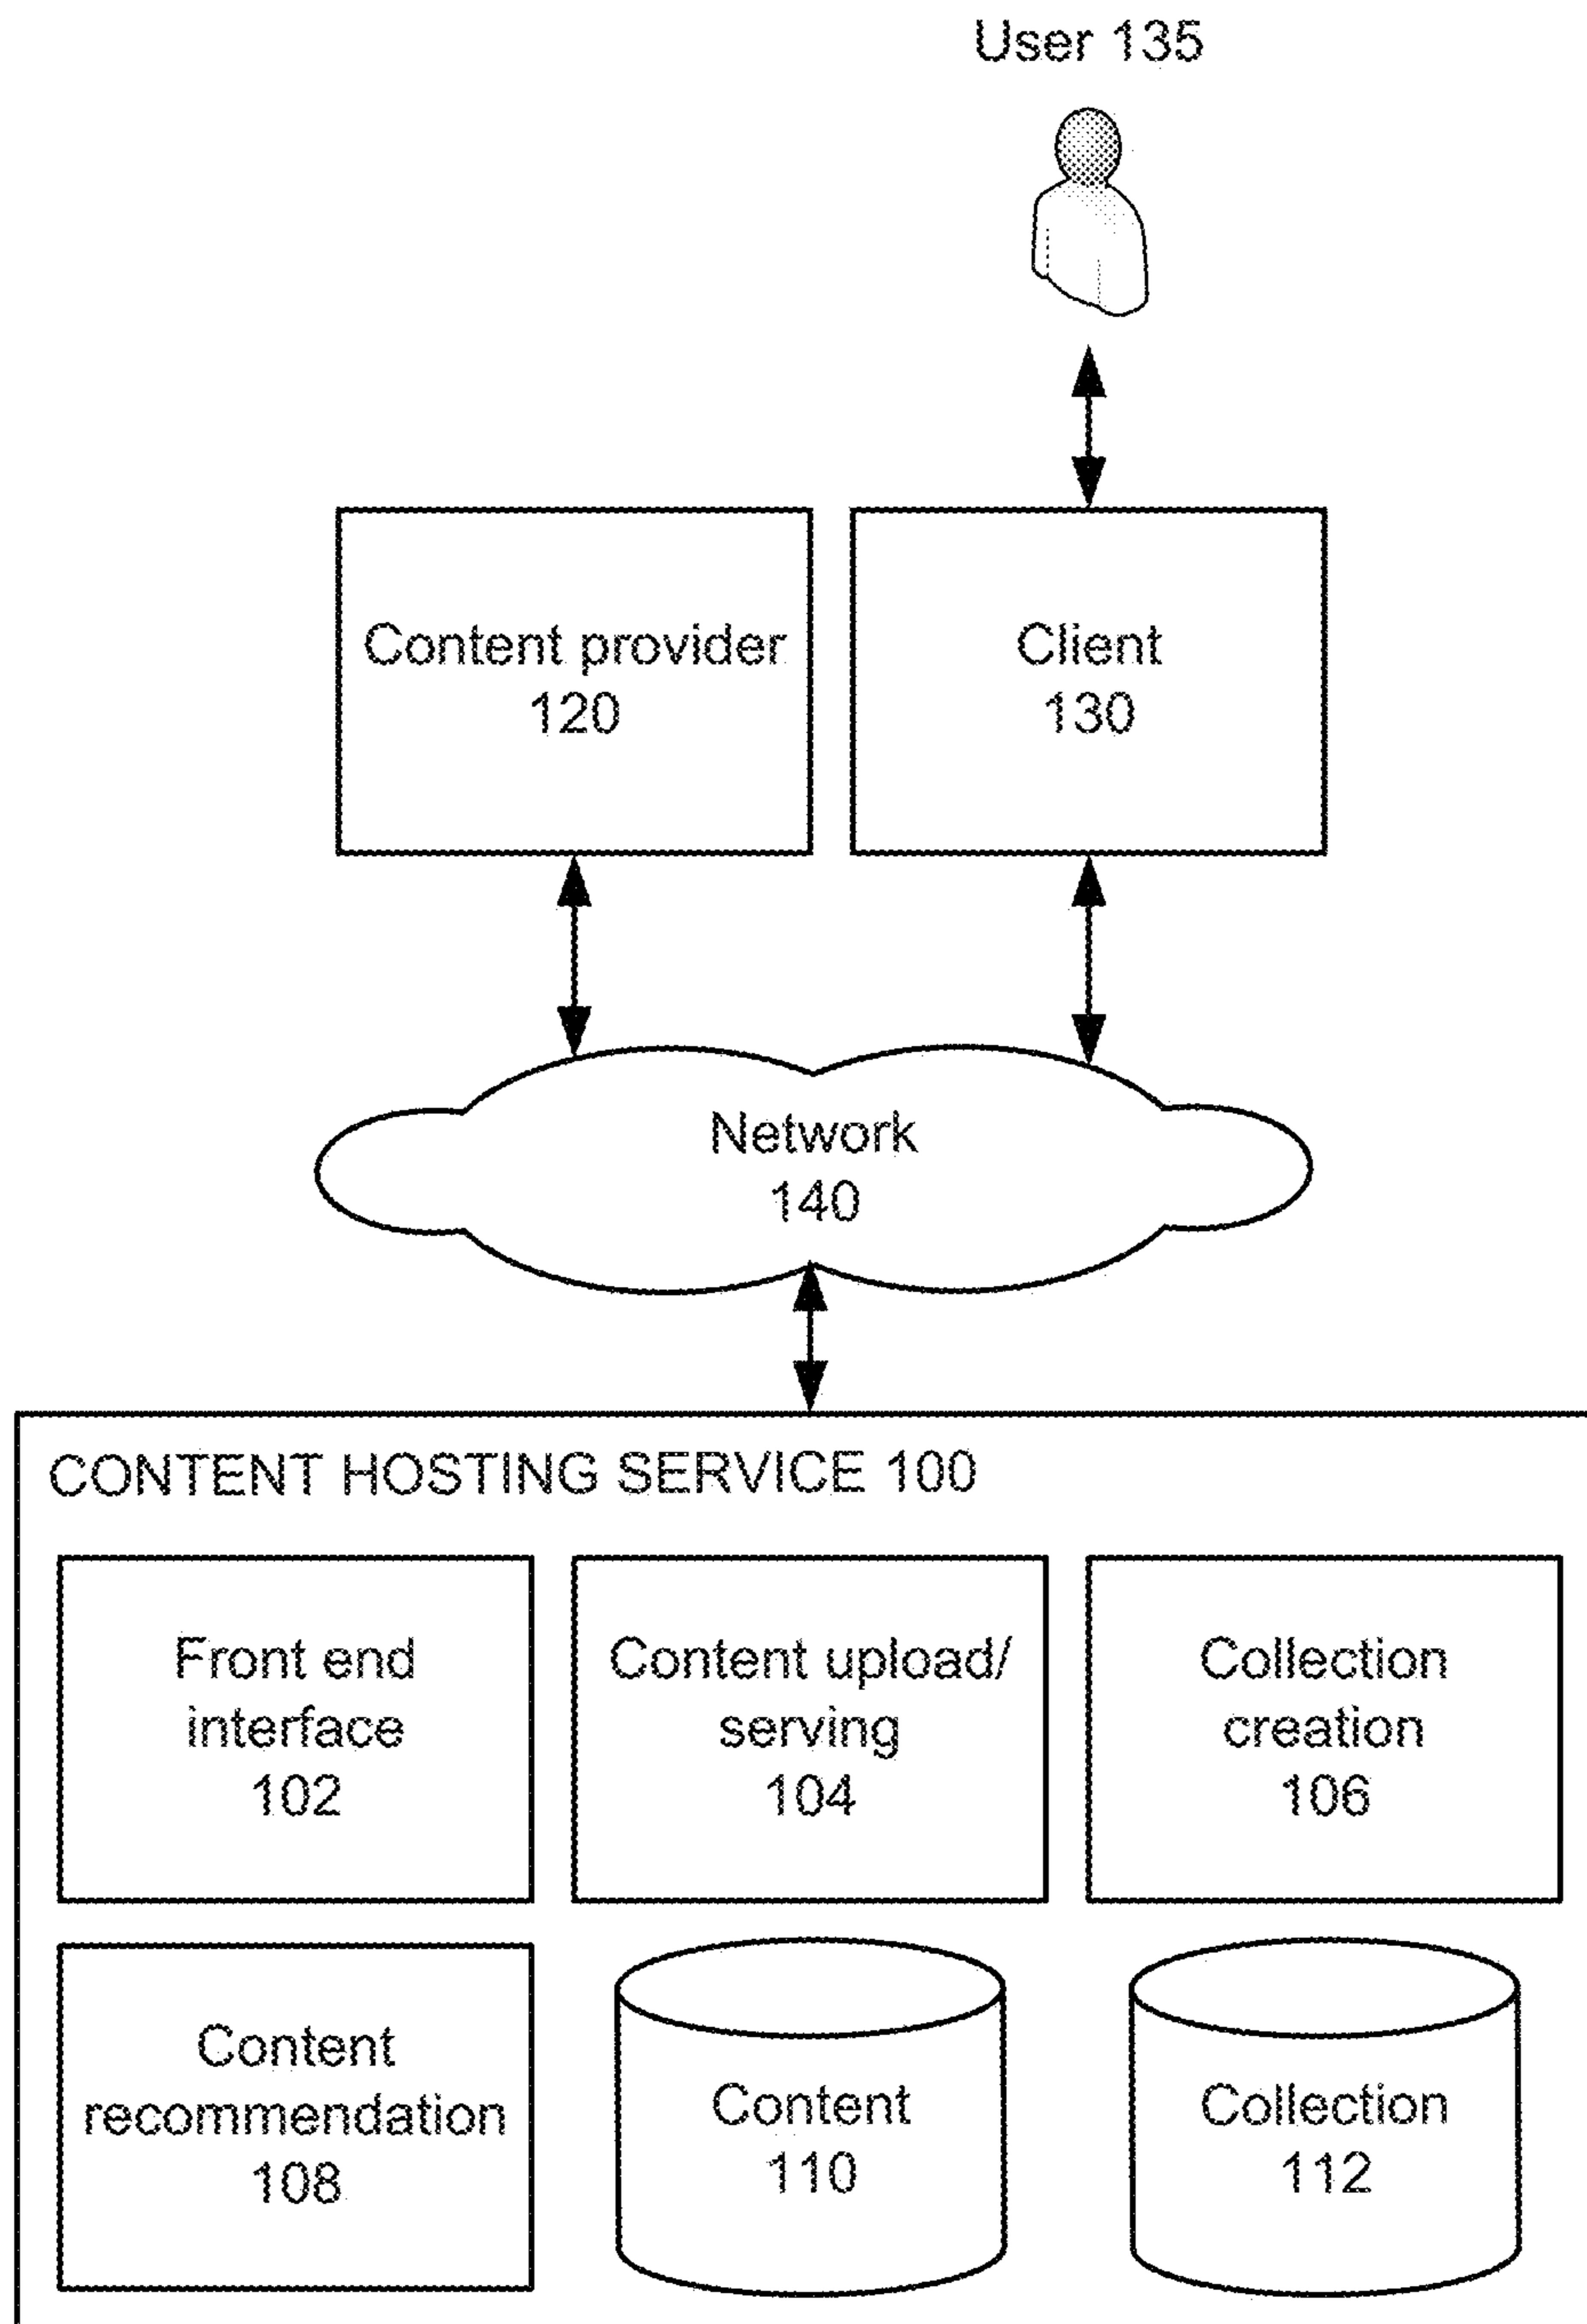 User 135
Content provider
120
Client
130
Network
140
CONTENT HOSTING SERVICE 100
Front end
interface
102
Content upload/
serving
104
Collection
creation
106
Content
recommendation
108
Content
110
Collection
112